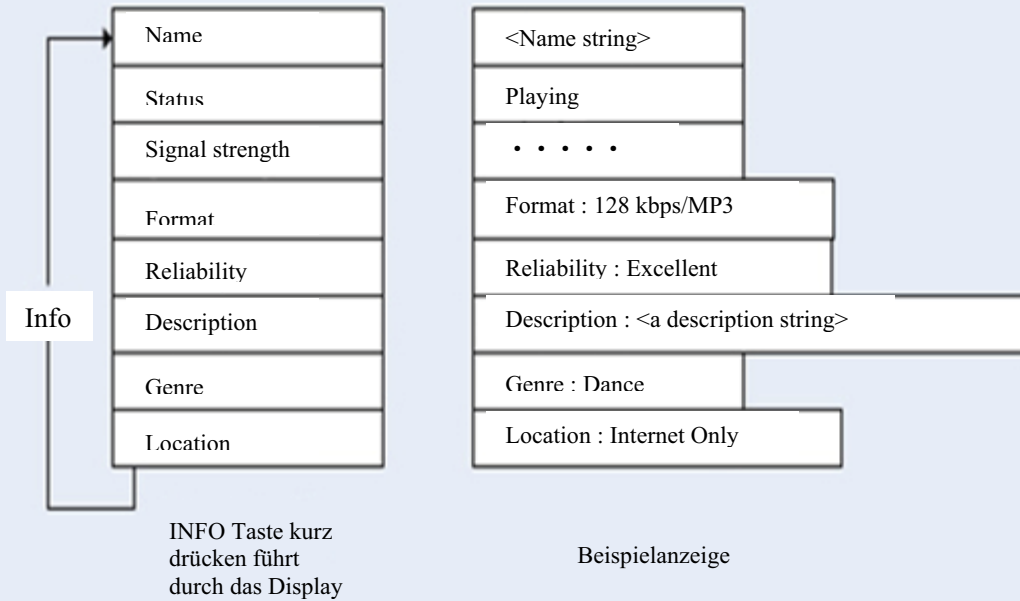 Name
Status
Signal strength
Format
Reliability
Description
Genre
Location
Info
INFO Taste kurz
drücken führt
durch das Display
<Name string>
Playing
. . . . .
Format : 128 kbps/MP3
Reliability : Excellent
Description : <a description string>
Genre : Dance
Location : Internet Only
Beispielanzeige